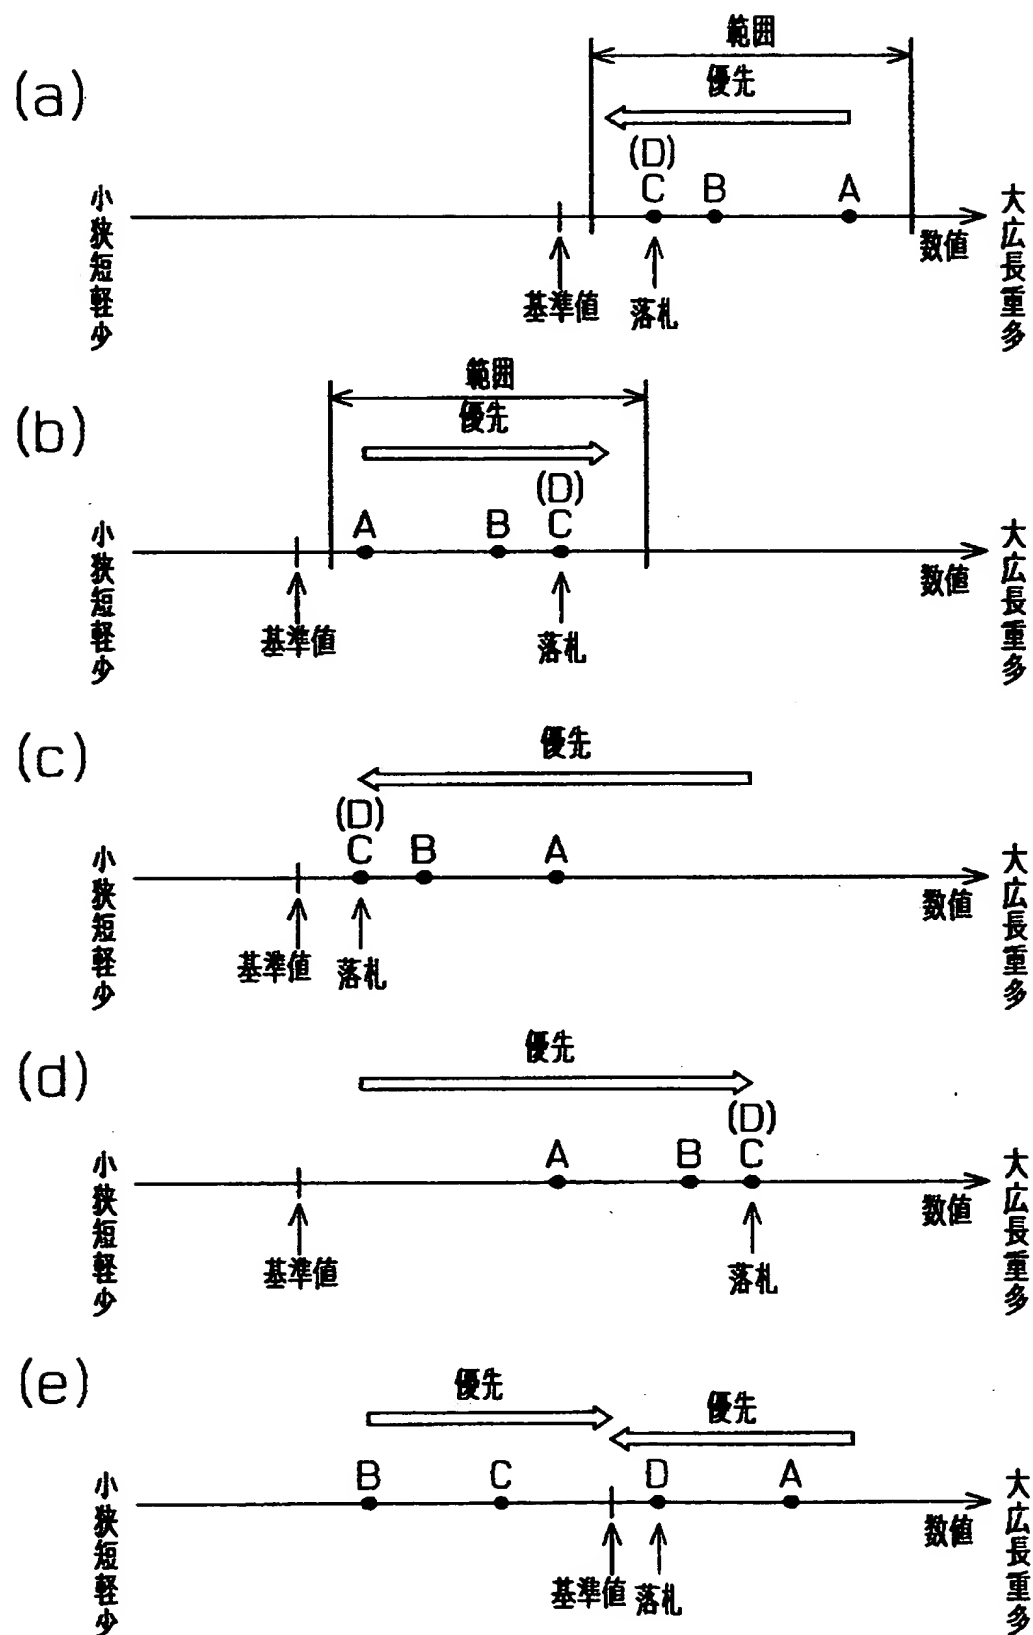 (a)
範囲
優先
(D)
C B A
小狭短軽少
大広長重多
数値
基準値
落札
(b)
範囲
優先
(D)
A B C
小狭短軽少
大広長重多
数値
基準値
落札
(c)
優先
(D)
C B A
小狭短軽少
大広長重多
数値
基準値
落札
(d)
優先
(D)
A B C
小狭短軽少
大広長重多
数値
基準値
落札
(e)
優先
優先
B C D A
小狭短軽少
大広長重多
数値
基準値
落札